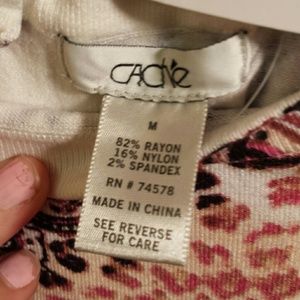 CACHE
M
82% RAYON
16% NYLON
2% SPANDEX
RN # 74578
MADE IN CHINA
SEE REVERSE
FOR CARE